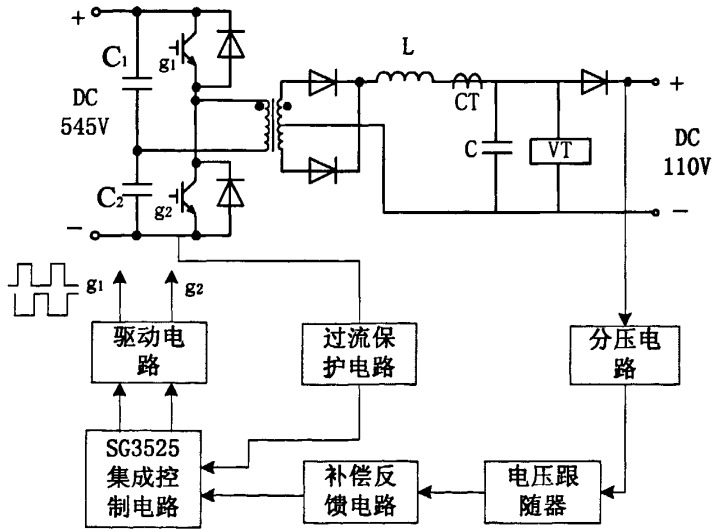 +
C1
g1
DC
545V
C2
g2
−
L
CT
C
VT
+
DC
110V
−
g1
g2
驱动电
路
过流保
护电路
分压电
路
SG3525
集成控
制电路
补偿反
馈电路
电压跟
随器